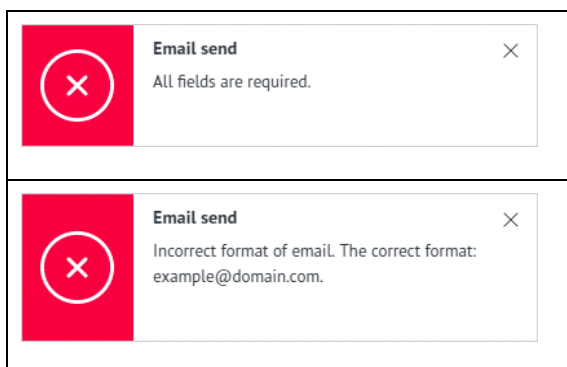 Email send
All fields are required.
Email send
Incorrect format of email. The correct format:
example@domain.com.